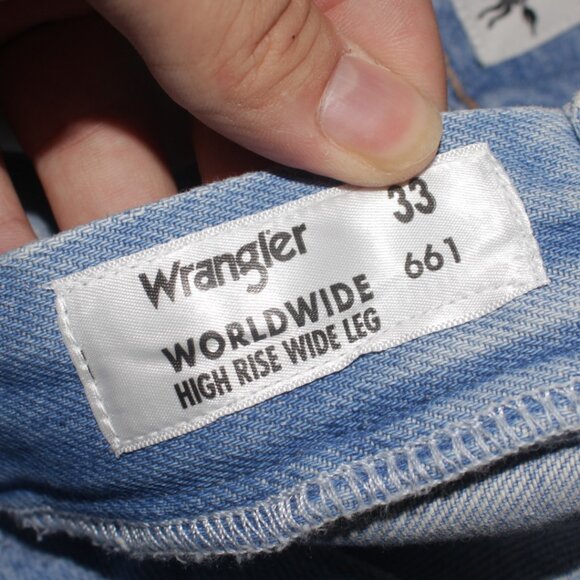 Wrangler 33
661
WORLDWIDE
HIGH RISE WIDE LEG